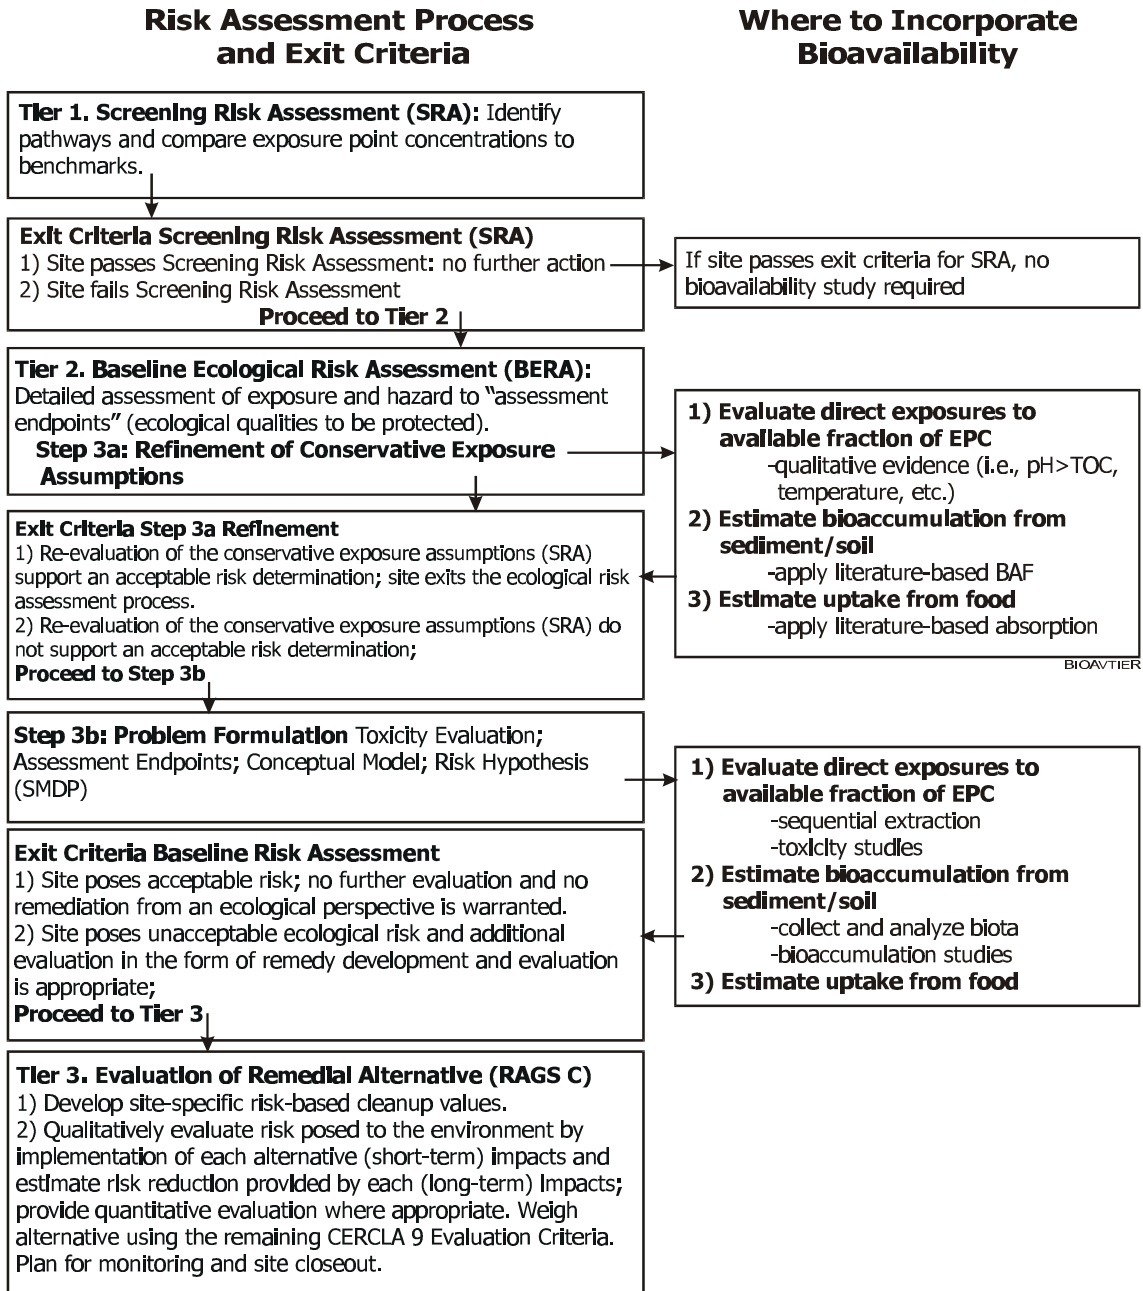 Risk Assessment Process
and Exit Criteria
Where to Incorporate
Bioavailability
Tier 1. Screening Risk Assessment (SRA): Identify
pathways and compare exposure point concentrations to
benchmarks.
Exit Criteria Screening Risk Assessment (SRA)
1) Site passes Screening Risk Assessment: no further action
2) Site fails Screening Risk Assessment
Proceed to Tier 2
If site passes exit criteria for SRA, no
bioavailability study required
Tier 2. Baseline Ecological Risk Assessment (BERA):
Detailed assessment of exposure and hazard to “assessment
endpoints” (ecological qualities to be protected).
Step 3a: Refinement of Conservative Exposure
Assumptions
1) Evaluate direct exposures to
available fraction of EPC
-qualitative evidence (i.e., pH>TOC,
temperature, etc.)
2) Estimate bioaccumulation from
sediment/soil
-apply literature-based BAF
3) Estimate uptake from food
-apply literature-based absorption
BIOAVTIER
Exit Criteria Step 3a Refinement
1) Re-evaluation of the conservative exposure assumptions (SRA)
support an acceptable risk determination; site exits the ecological risk
assessment process.
2) Re-evaluation of the conservative exposure assumptions (SRA) do
not support an acceptable risk determination;
Proceed to Step 3b
Step 3b: Problem Formulation Toxicity Evaluation;
Assessment Endpoints; Conceptual Model; Risk Hypothesis
(SMDP)
1) Evaluate direct exposures to
available fraction of EPC
-sequential extraction
-toxicity studies
2) Estimate bioaccumulation from
sediment/soil
-collect and analyze biota
-bioaccumulation studies
3) Estimate uptake from food
Exit Criteria Baseline Risk Assessment
1) Site poses acceptable risk; no further evaluation and no
remediation from an ecological perspective is warranted.
2) Site poses unacceptable ecological risk and additional
evaluation in the form of remedy development and evaluation
is appropriate;
Proceed to Tier 3
Tier 3. Evaluation of Remedial Alternative (RAGS C)
1) Develop site-specific risk-based cleanup values.
2) Qualitatively evaluate risk posed to the environment by
implementation of each alternative (short-term) impacts and
estimate risk reduction provided by each (long-term) impacts;
provide quantitative evaluation where appropriate. Weigh
alternative using the remaining CERCLA 9 Evaluation Criteria.
Plan for monitoring and site closeout.